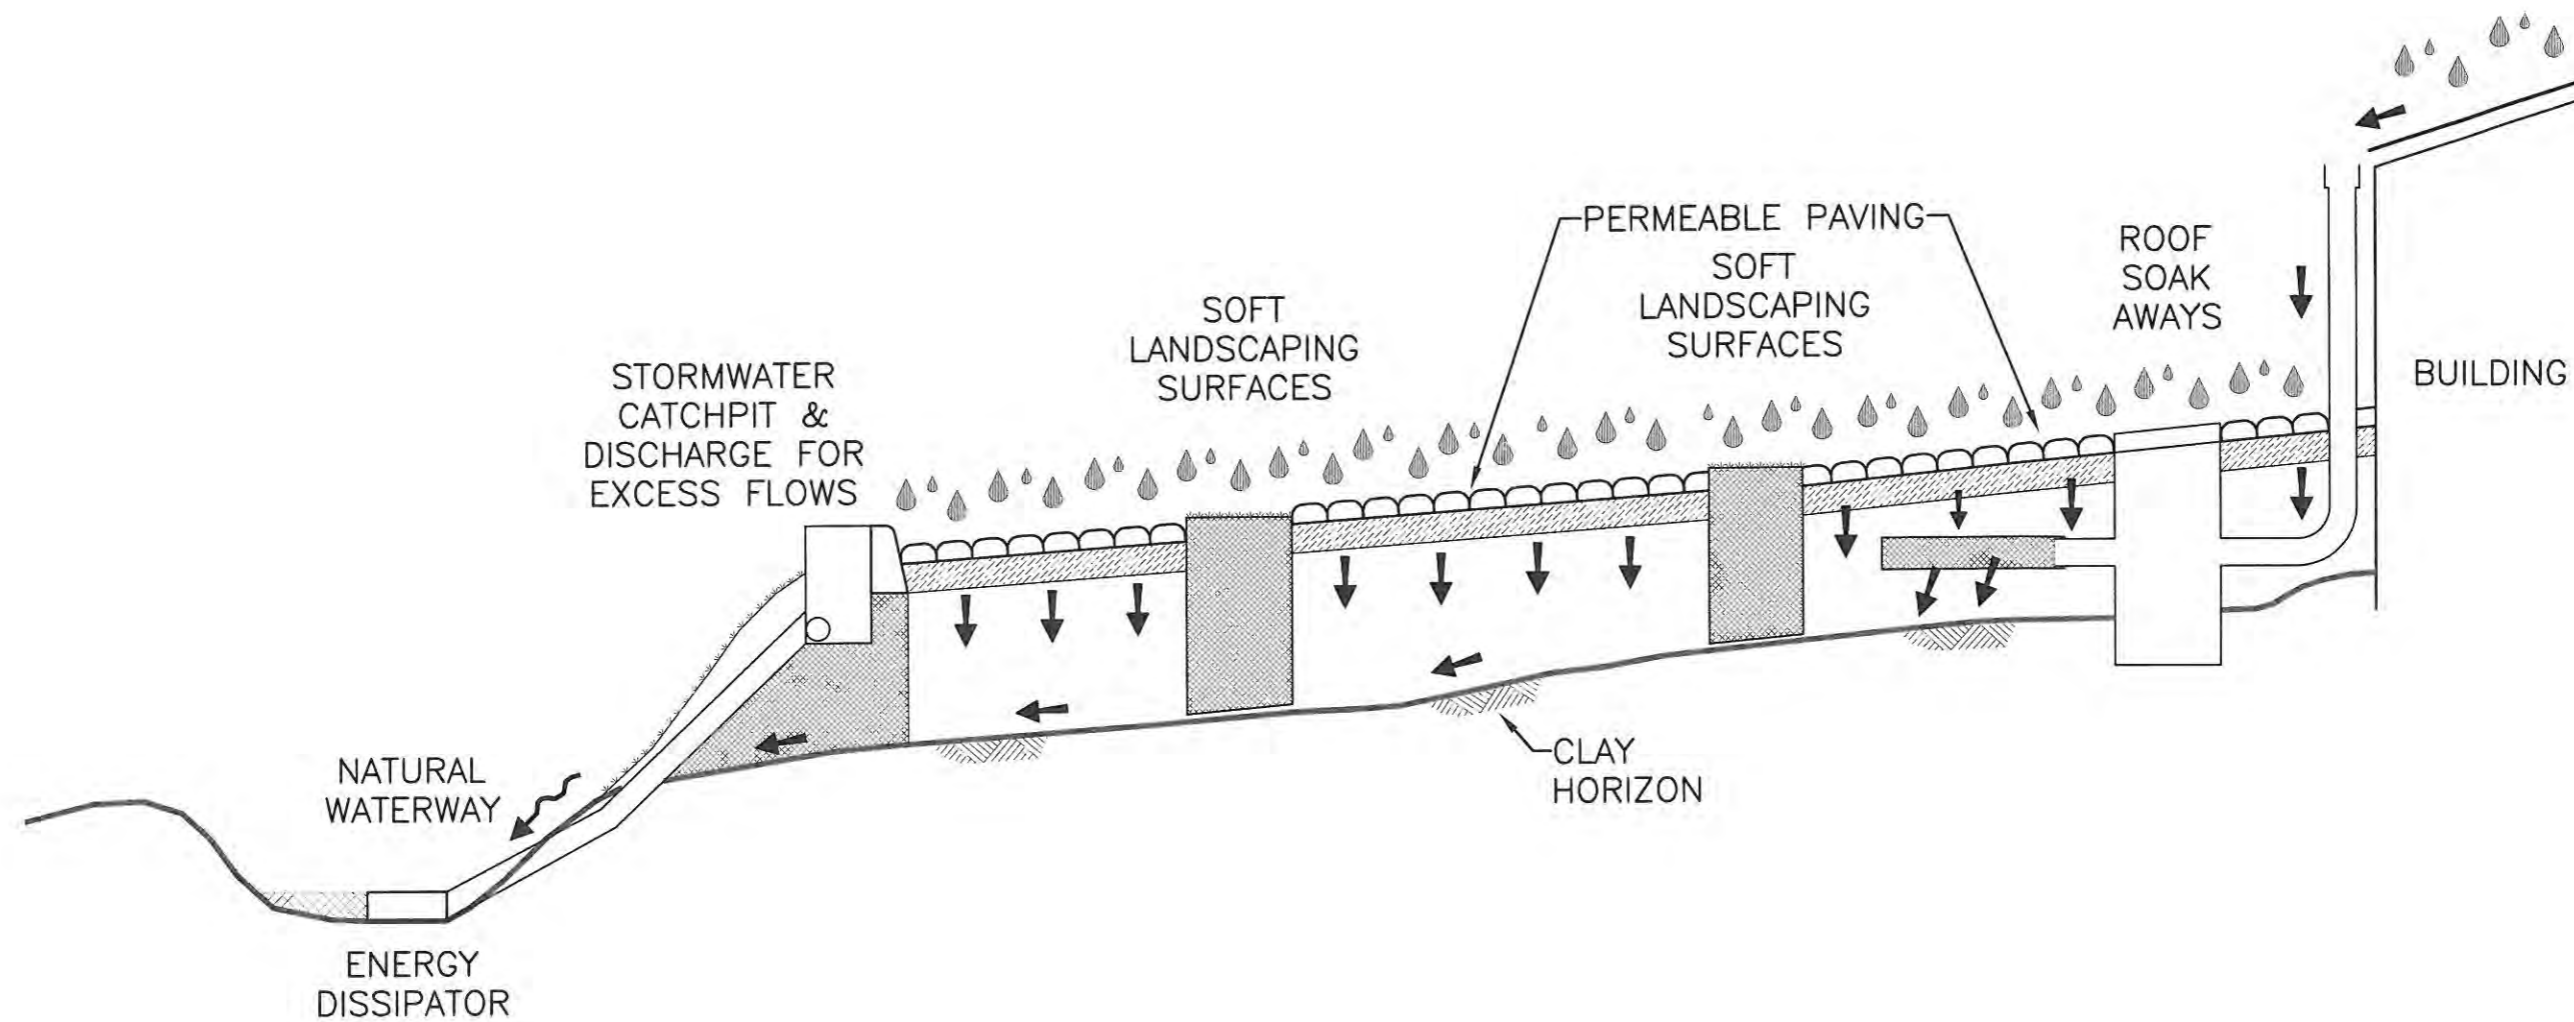 PERMEABLE PAVING
SOFT
LANDSCAPING
SURFACES
ROOF
SOAK
AWAYS
BUILDING
SOFT
LANDSCAPING
SURFACES
STORMWATER
CATCHPIT &
DISCHARGE FOR
EXCESS FLOWS
NATURAL
WATERWAY
CLAY
HORIZON
ENERGY
DISSIPATOR